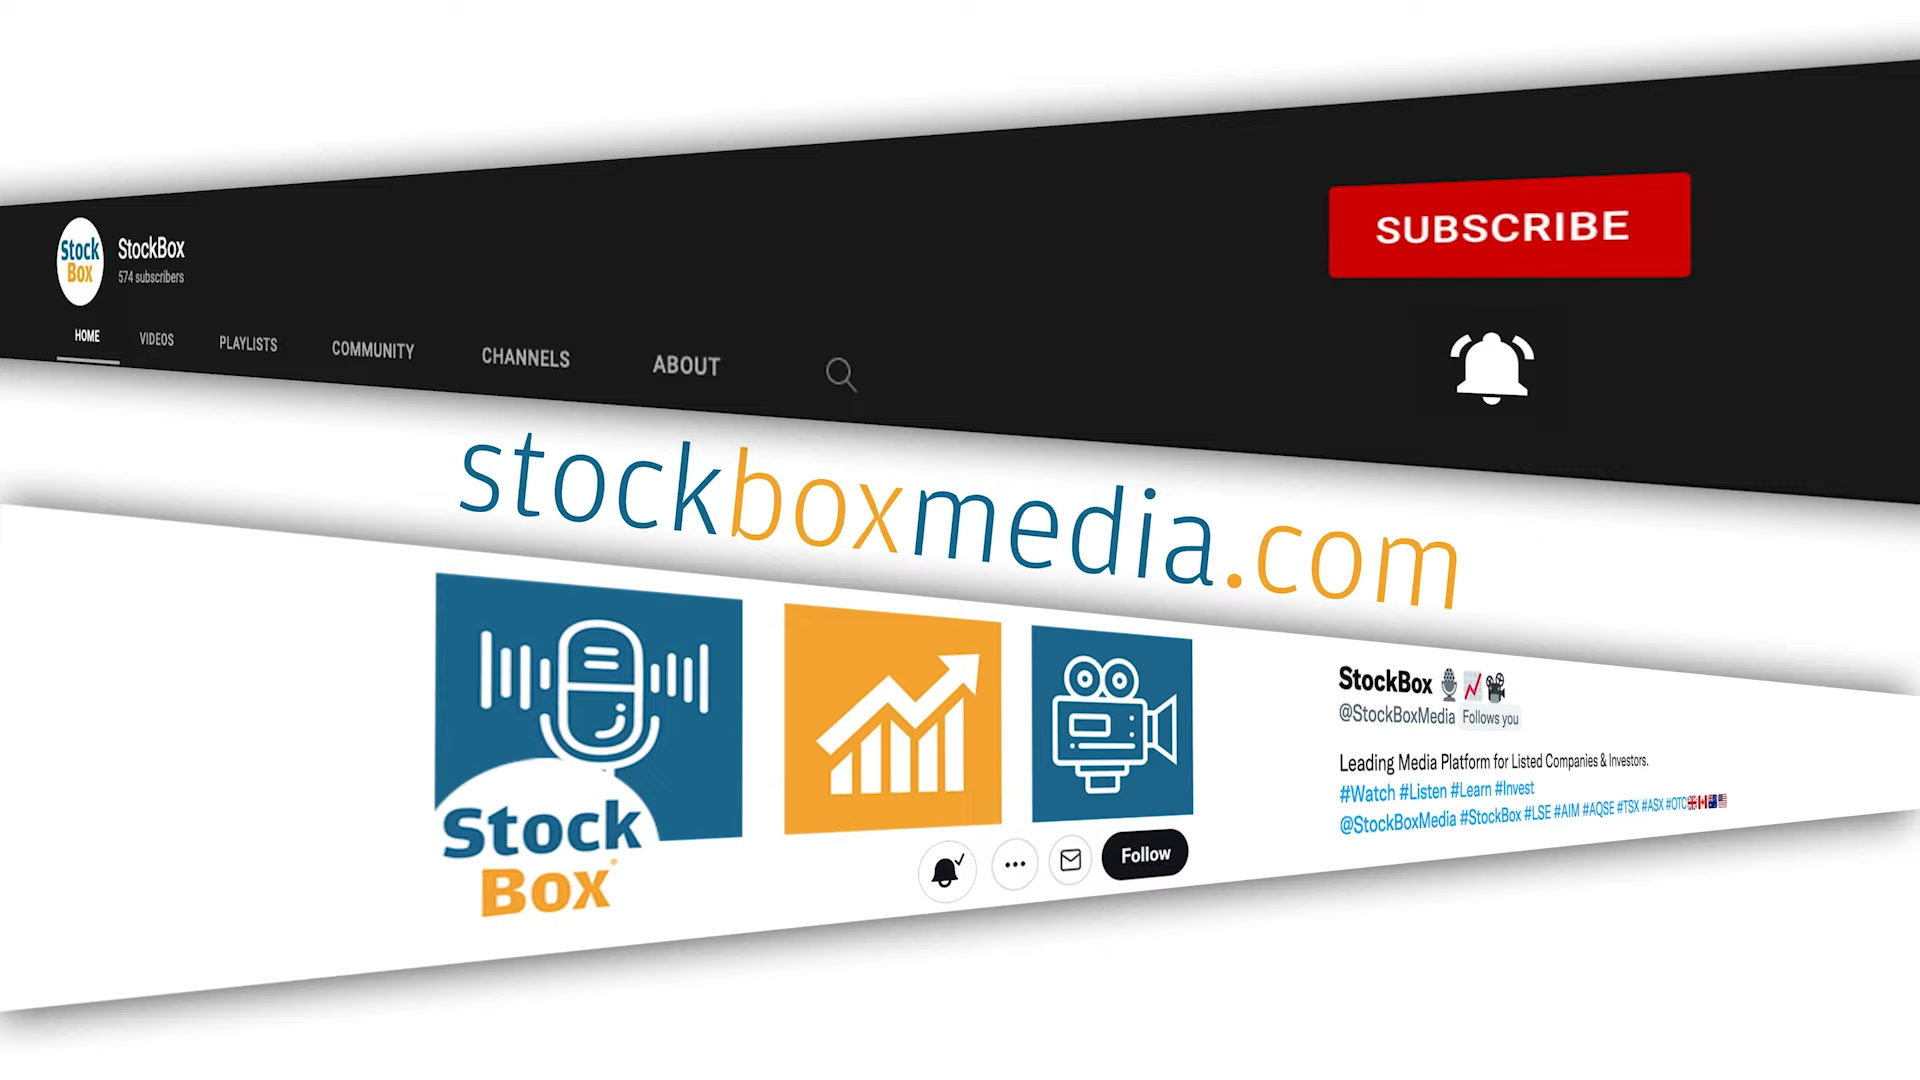 Stock
Box
StockBox
574 subscribers
SUBSCRIBE
HOME VIDEOS PLAYLISTS COMMUNITY CHANNELS ABOUT
stockboxmedia.com
Stock
Box
Follow
StockBox
@StockBoxMedia Follows you
Leading Media Platform for Listed Companies & Investors.
#Watch #Listen #Learn #Invest
@StockBoxMedia #StockBox #LSE #AIM #AQSE #TSX #ASX #OTC